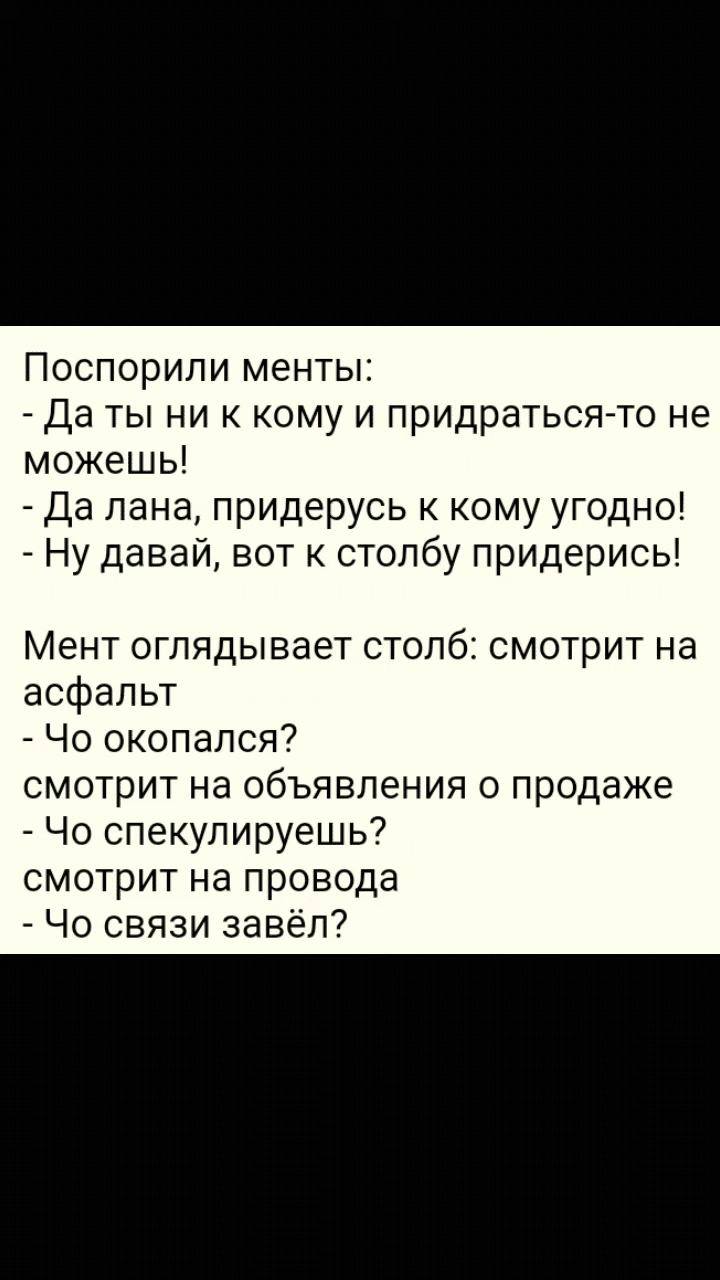 Поспорили менты:
- Да ты ни к кому и придраться-то не
можешь!
- Да лана, придерусь к кому угодно!
- Ну давай, вот к столбу придерись!
Мент оглядывает столб: смотрит на
асфальт
- Чо окопался?
смотрит на объявления о продаже
- Чо спекулируешь?
смотрит на провода
- Чо связи завёл?